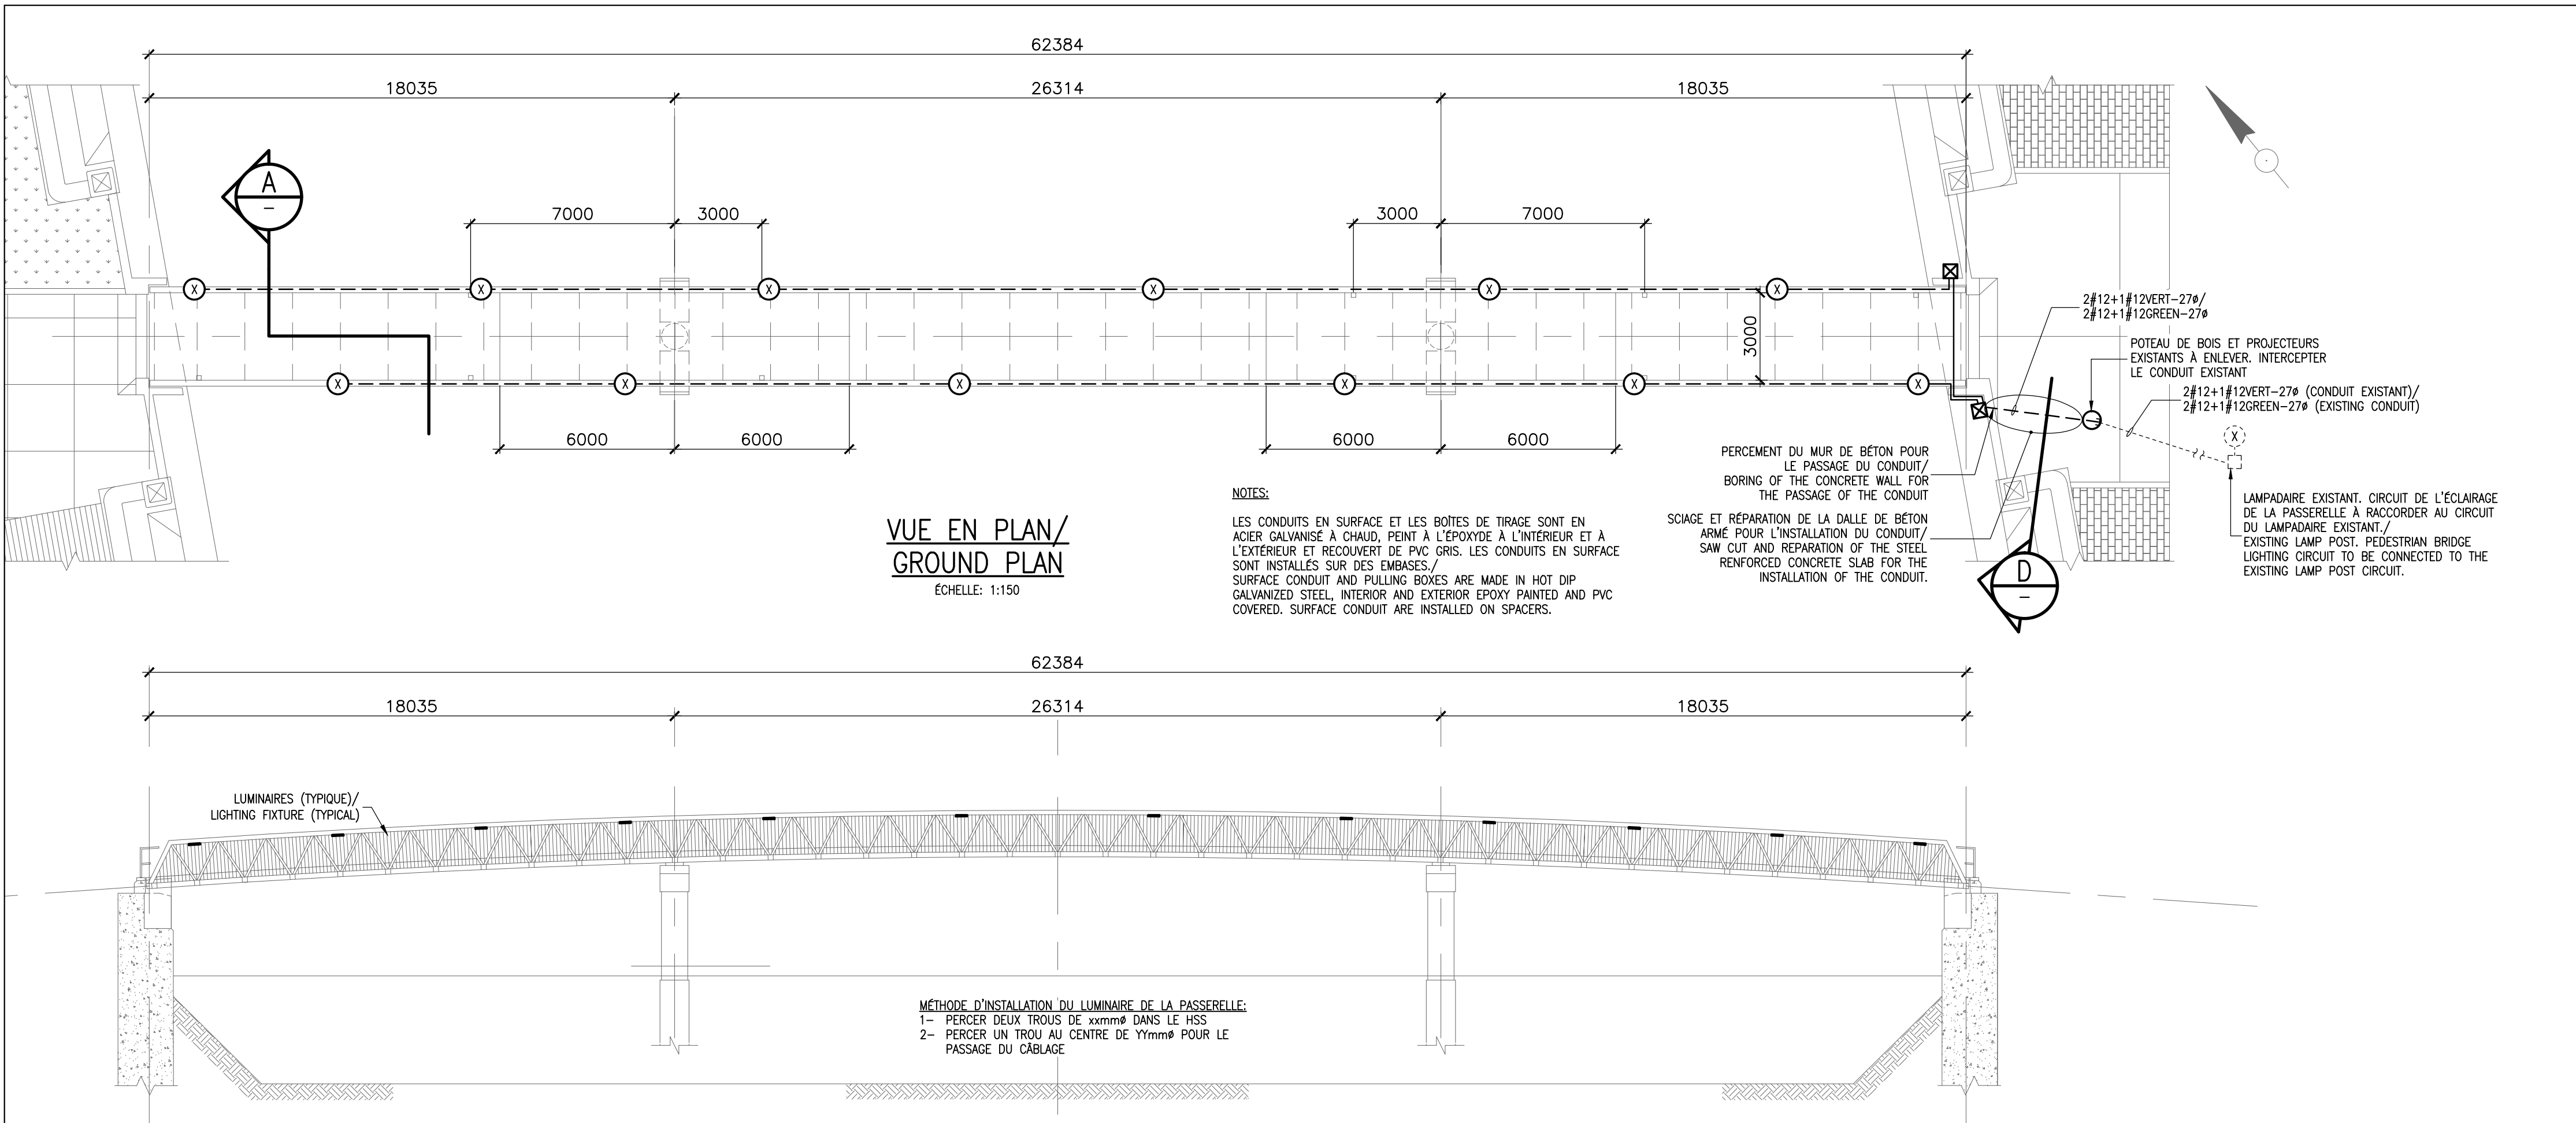 62384
18035
26314
18035
A
-
7000
3000
3000
7000
X
X
X
X
X
X
3000
2#12+1#12VERT-27ø/
2#12+1#12GREEN-27ø
POTEAU DE BOIS ET PROJECTEURS
EXISTANTS À ENLEVER. INTERCEPTER
LE CONDUIT EXISTANT
X
X
X
X
X
X
2#12+1#12VERT-27ø (CONDUIT EXISTANT)/
2#12+1#12GREEN-27ø (EXISTING CONDUIT)
X
6000
6000
6000
6000
PERCEMENT DU MUR DE BÉTON POUR
LE PASSAGE DU CONDUIT/
BORING OF THE CONCRETE WALL FOR
THE PASSAGE OF THE CONDUIT
SCIAGE ET RÉPARATION DE LA DALLE DE BÉTON
ARMÉ POUR L'INSTALLATION DU CONDUIT/
SAW CUT AND REPARATION OF THE STEEL
RENFORCED CONCRETE SLAB FOR THE
INSTALLATION OF THE CONDUIT.
LAMPADAIRE EXISTANT. CIRCUIT DE L'ÉCLAIRAGE
DE LA PASSERELLE À RACCORDER AU CIRCUIT
DU LAMPADAIRE EXISTANT./
EXISTING LAMP POST. PEDESTRIAN BRIDGE
LIGHTING CIRCUIT TO BE CONNECTED TO THE
EXISTING LAMP POST CIRCUIT.
D
-
VUE EN PLAN/
GROUND PLAN
ÉCHELLE: 1:150
NOTES:
LES CONDUITS EN SURFACE ET LES BOÎTES DE TIRAGE SONT EN
ACIER GALVANISÉ À CHAUD, PEINT À L'ÉPOXYDE À L'INTÉRIEUR ET À
L'EXTÉRIEUR ET RECOUVERT DE PVC GRIS. LES CONDUITS EN SURFACE
SONT INSTALLÉS SUR DES EMBASES./
SURFACE CONDUIT AND PULLING BOXES ARE MADE IN HOT DIP
GALVANIZED STEEL, INTERIOR AND EXTERIOR EPOXY PAINTED AND PVC
COVERED. SURFACE CONDUIT ARE INSTALLED ON SPACERS.
62384
18035
26314
18035
LUMINAIRES (TYPIQUE)/
LIGHTING FIXTURE (TYPICAL)
MÉTHODE D'INSTALLATION DU LUMINAIRE DE LA PASSERELLE:
1- PERCER DEUX TROUS DE xxmmø DANS LE HSS
2- PERCER UN TROU AU CENTRE DE YYmmø POUR LE
PASSAGE DU CÂBLAGE